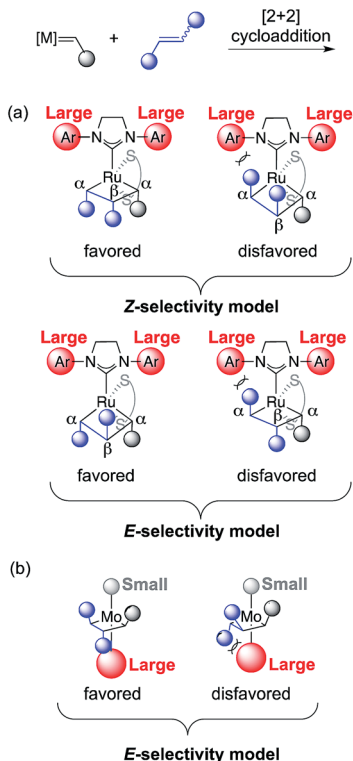 [M] + [2+2]
cycloaddition
(a)
Large Large Large Large
Ar N N Ar Ar N N Ar
S S
Ru Ru
α β α α α
S S
β
favored disfavored
Z-selectivity model
Large Large Large Large
Ar N N Ar Ar N N Ar
S S
Ru Ru
α α α β α
S S
β
favored disfavored
E-selectivity model
(b)
Small Small
Mo Mo
Large Large
favored disfavored
E-selectivity model